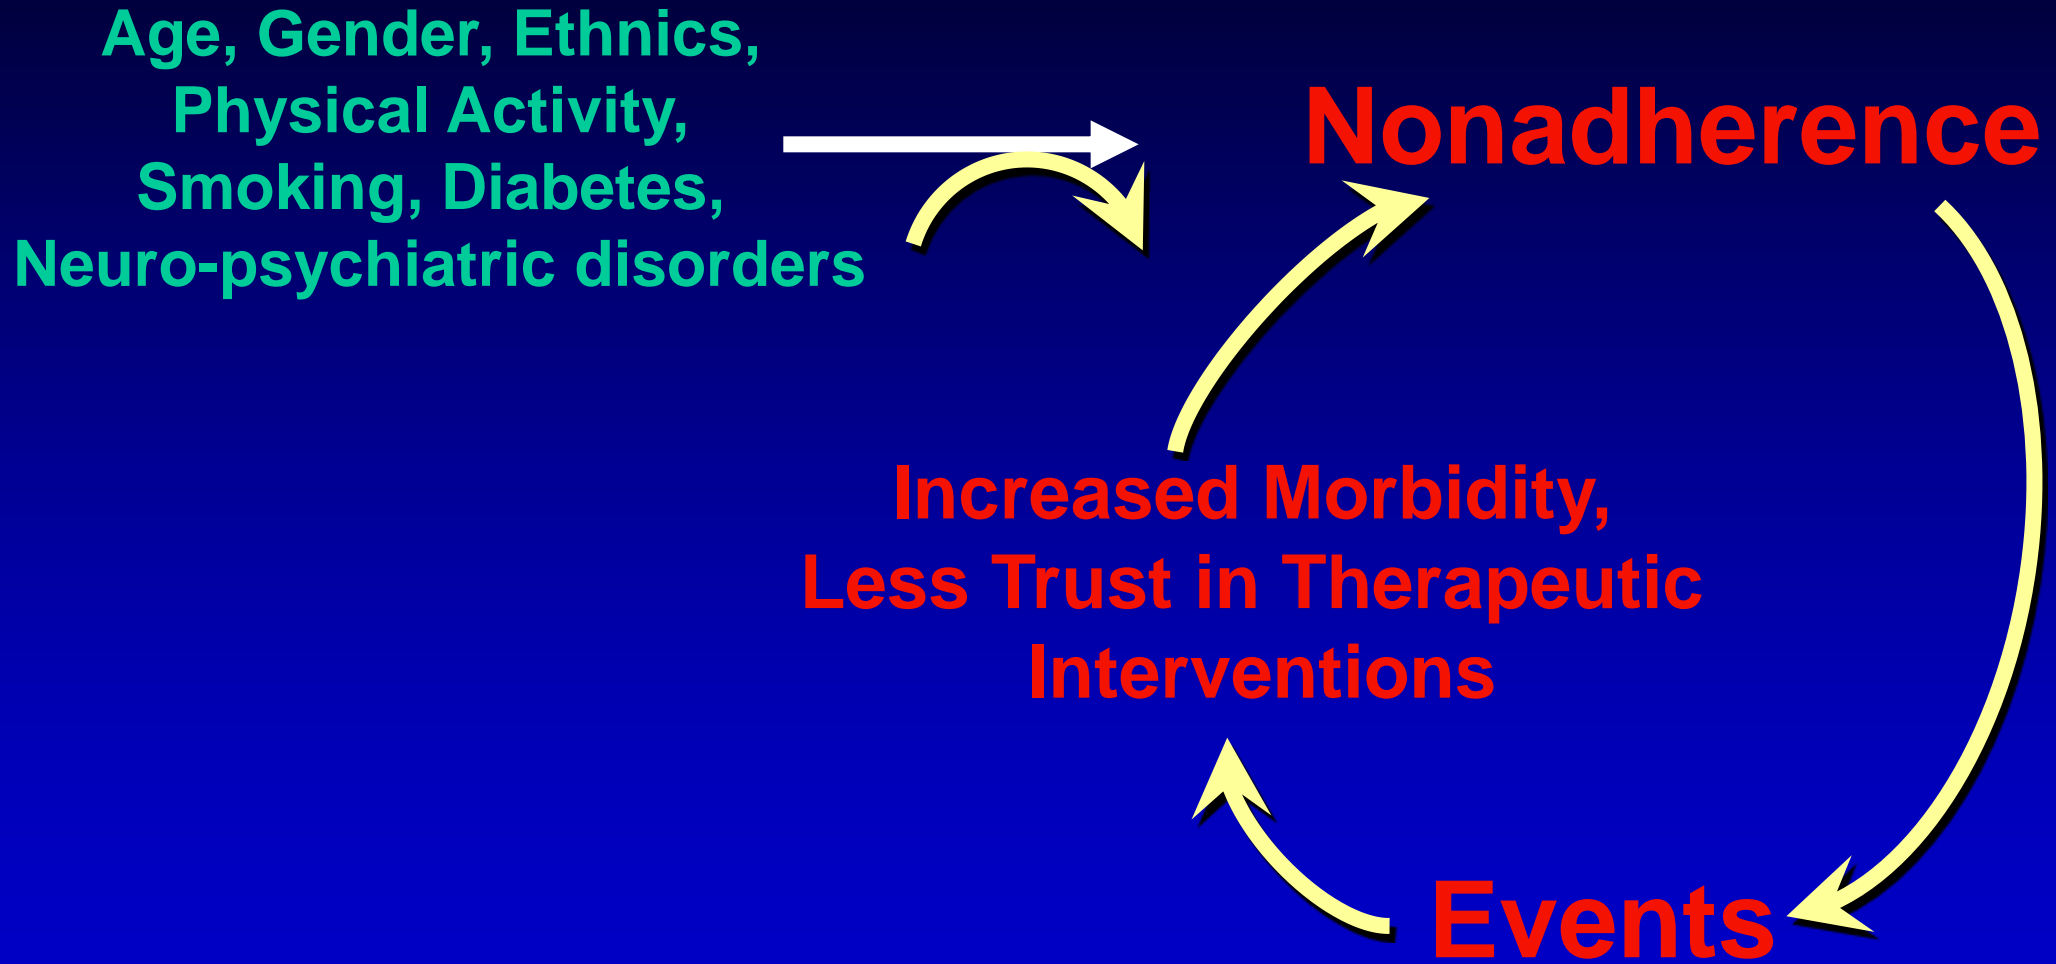 Age, Gender, Ethnics,
Physical Activity,
Smoking, Diabetes,
Neuro-psychiatric disorders
Nonadherence
Increased Morbidity,
Less Trust in Therapeutic
Interventions
Events